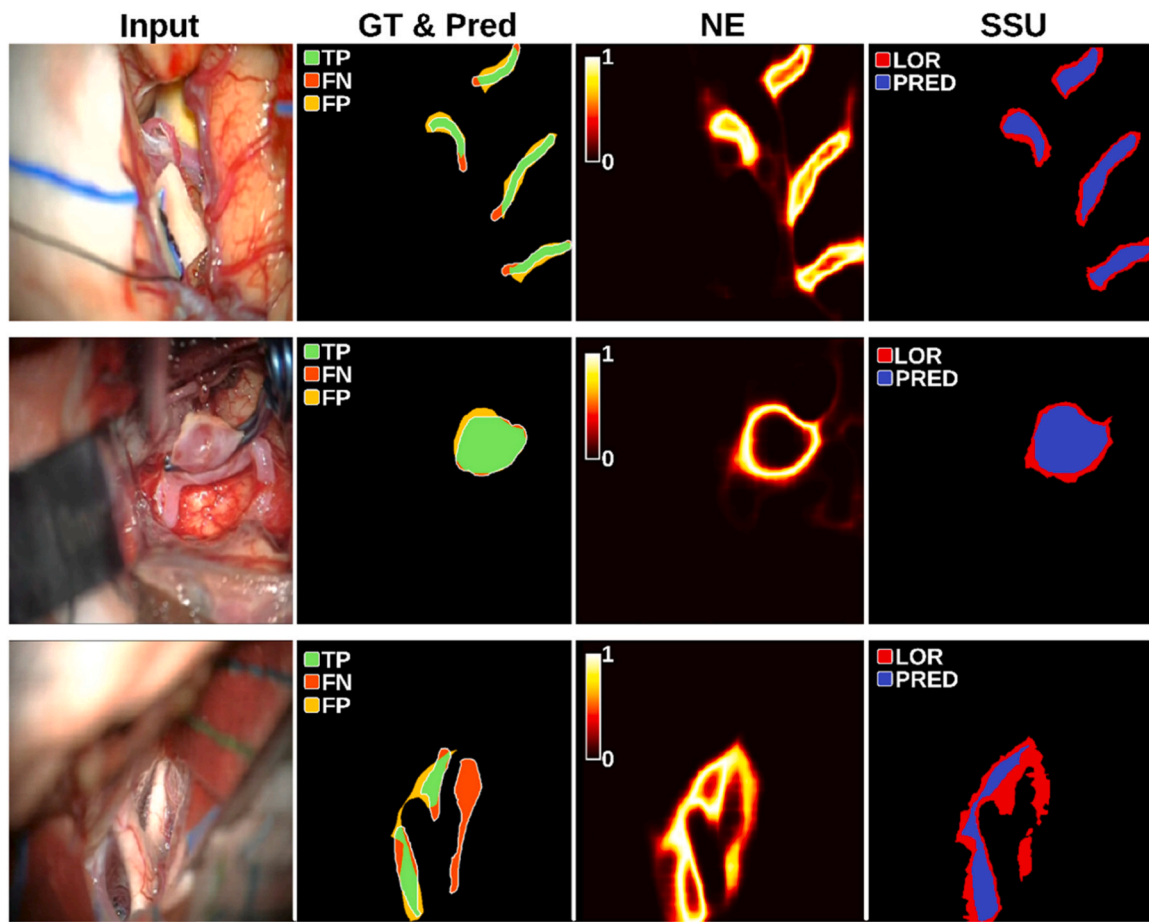 Input GT & Pred NE SSU
TP
FN
FP
1
0
LOR
PRED
TP
FN
FP
1
0
LOR
PRED
TP
FN
FP
1
0
LOR
PRED